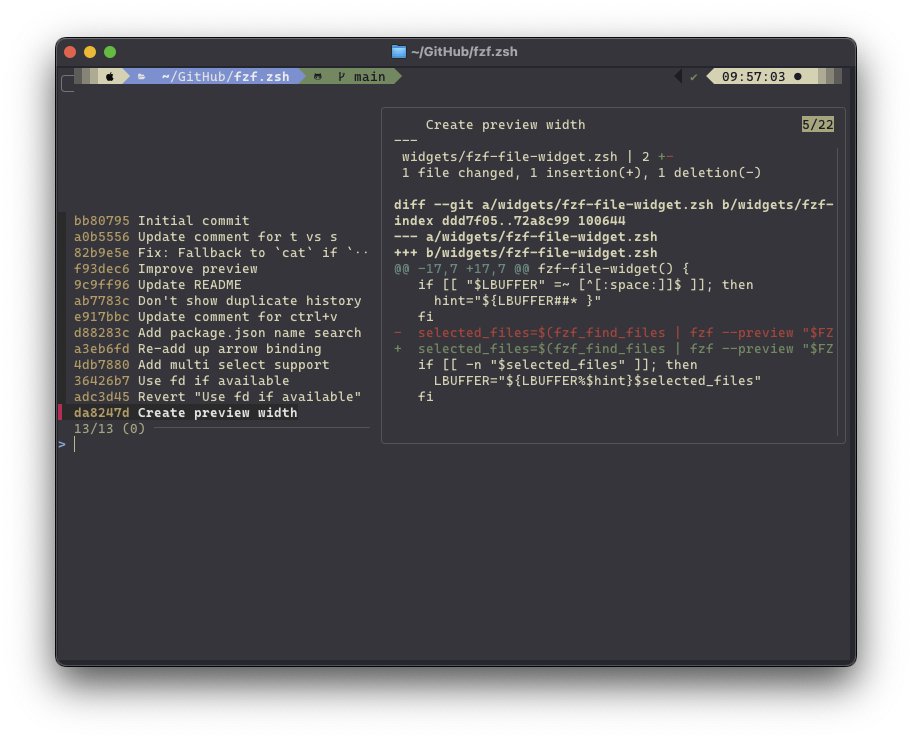 ~/GitHub/fzf.zsh
~/GitHub/fzf.zsh main ✔ 09:57:03
Create preview width 5/22
---
widgets/fzf-file-widget.zsh | 2 +-
1 file changed, 1 insertion(+), 1 deletion(-)
diff --git a/widgets/fzf-file-widget.zsh b/widgets/fzf-
index ddd7f05..72a8c99 100644
--- a/widgets/fzf-file-widget.zsh
+++ b/widgets/fzf-file-widget.zsh
@@ -17,7 +17,7 @@ fzf-file-widget() {
if [[ "$LBUFFER" =~ [^[:space:]]$ ]]; then
hint="${LBUFFER##* }"
fi
- selected_files=$(fzf_find_files | fzf --preview "$FZ
+ selected_files=$(fzf_find_files | fzf --preview "$FZ
if [[ -n "$selected_files" ]]; then
LBUFFER="${LBUFFER%$hint}$selected_files"
fi
bb80795 Initial commit
a0b5556 Update comment for t vs s
82b9e5e Fix: Fallback to `cat` if `··
f93dec6 Improve preview
9c9ff96 Update README
ab7783c Don't show duplicate history
e917bbc Update comment for ctrl+v
d88283c Add package.json name search
a3eb6fd Re-add up arrow binding
4db7880 Add multi select support
36426b7 Use fd if available
adc3d45 Revert "Use fd if available"
da8247d Create preview width
13/13 (0)
>